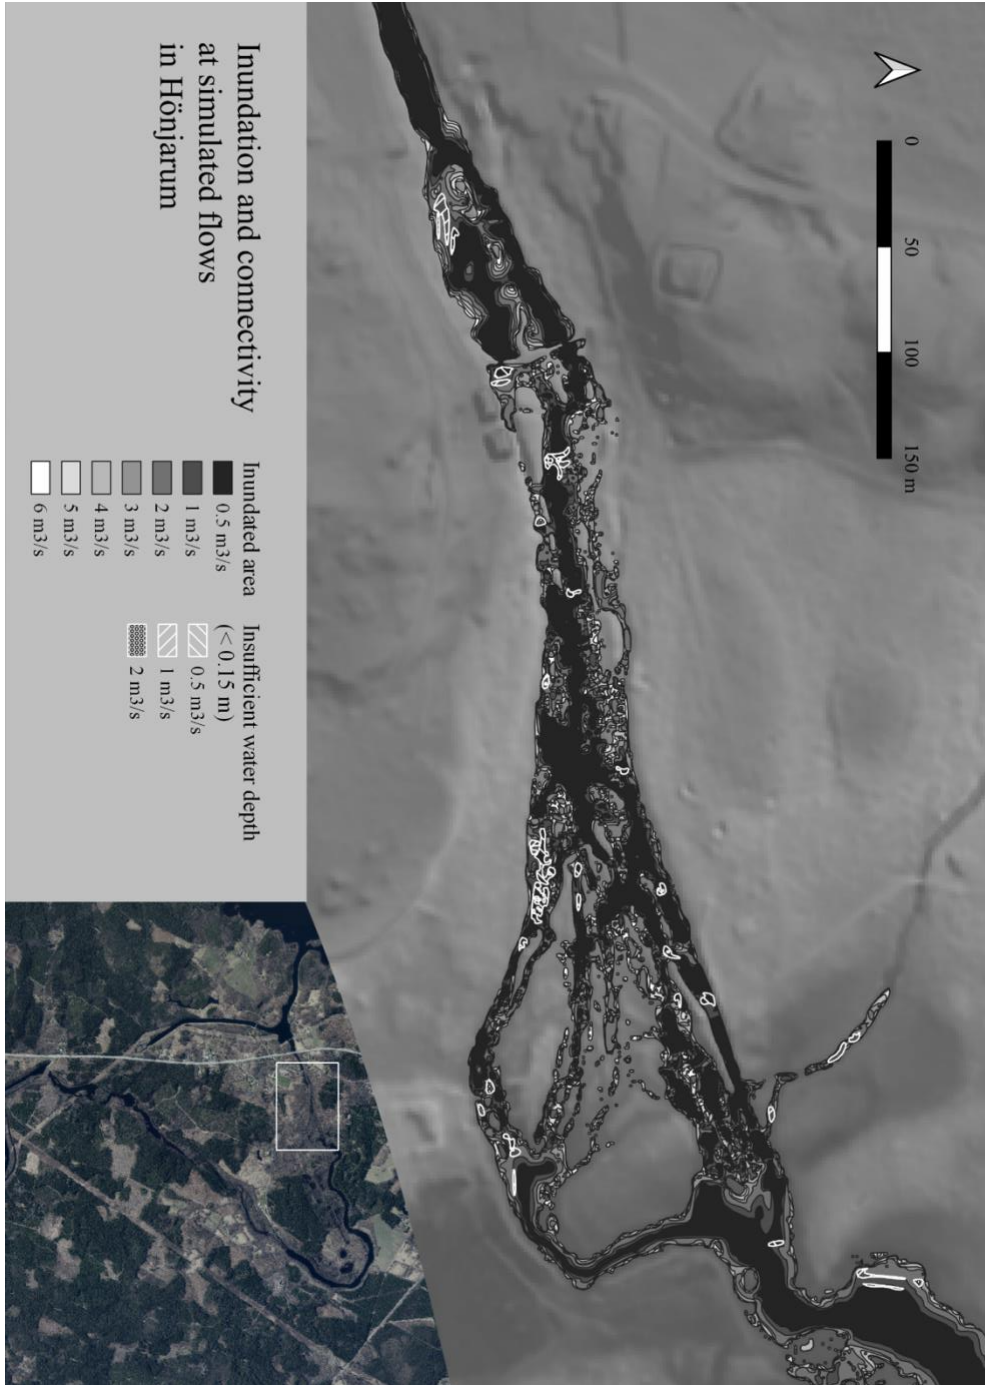 Inundation and connectivity
at simulated flows
in Hönjarum
Inundated area
0.5 m3/s
1 m3/s
2 m3/s
3 m3/s
4 m3/s
5 m3/s
6 m3/s
Insufficient water depth
(<0.15 m)
0.5 m3/s
1 m3/s
2 m3/s
0
50
100
150 m